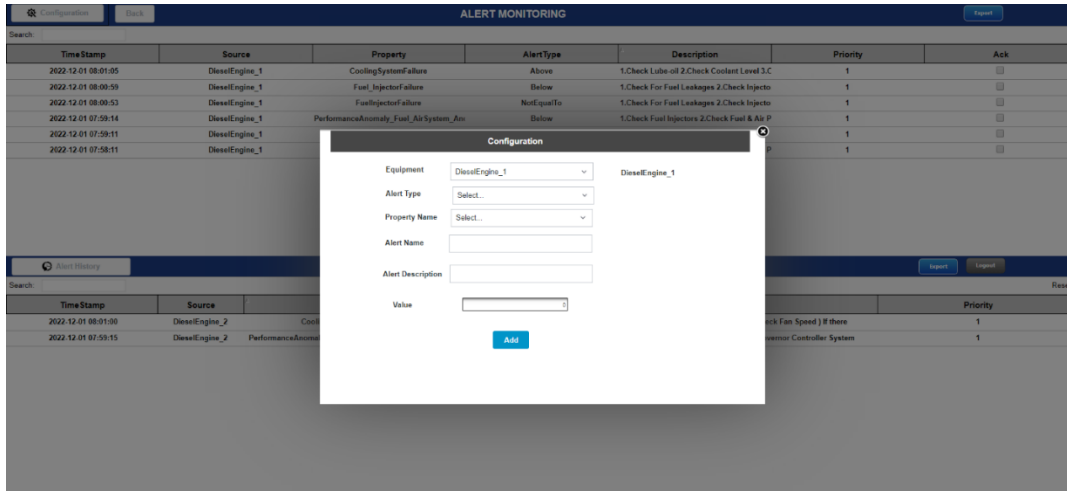 Configuration Back ALERT MONITORING Export
Search:
TimeStamp Source Property AlertType Description Priority Ack
2022-12-01 08:01:05 DieselEngine_1 CoolingSystemFailure Above 1.Check Lube-oil 2.Check Coolant Level 3.C 1
2022-12-01 08:00:59 DieselEngine_1 Fuel_InjectorFailure Below 1.Check For Fuel Leakages 2.Check Injecto 1
2022-12-01 08:00:53 DieselEngine_1 FuelInjectorFailure NotEqualTo 1.Check For Fuel Leakages 2.Check Injecto 1
2022-12-01 07:59:14 DieselEngine_1 PerformanceAnomaly_Fuel_AirSystem_An Below 1.Check Fuel Injectors 2.Check Fuel & Air P 1
2022-12-01 07:59:11 DieselEngine_1 1
2022-12-01 07:58:11 DieselEngine_1 P 1
Configuration
Equipment DieselEngine_1 DieselEngine_1
Alert Type Select...
Property Name Select...
Alert Name
Alert Description
Value
Add
Alert History Export Logout
Search: Rese
TimeStamp Source Priority
2022-12-01 08:01:00 DieselEngine_2 Cooli eck Fan Speed ) If there 1
2022-12-01 07:59:15 DieselEngine_2 PerformanceAnomal vernor Controller System 1